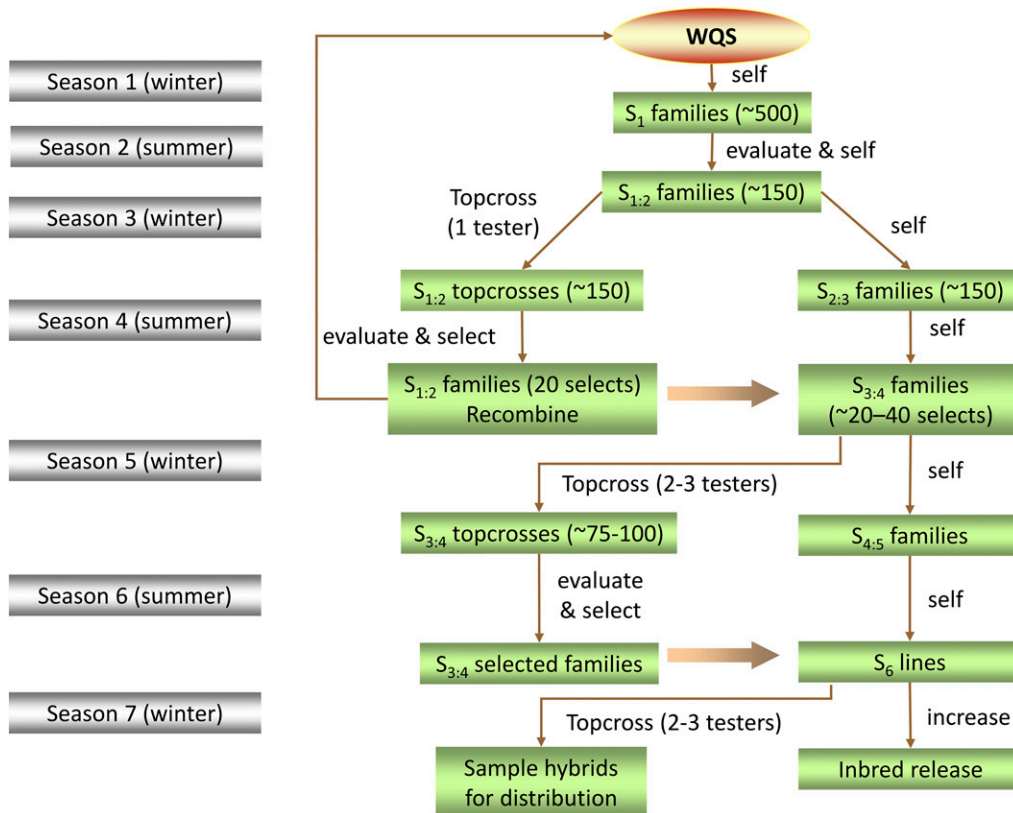 WQS
Season 1 (winter)
self
S₁ families (~500)
Season 2 (summer)
evaluate & self
S₁:₂ families (~150)
Season 3 (winter)
Topcross
(1 tester)
self
S₁:₂ topcrosses (~150)
S₂:₃ families (~150)
Season 4 (summer)
evaluate & select
self
S₁:₂ families (20 selects)
Recombine
S₃:₄ families
(~20–40 selects)
Season 5 (winter)
Topcross (2-3 testers)
self
S₃:₄ topcrosses (~75-100)
S₄:₅ families
Season 6 (summer)
evaluate
& select
self
S₃:₄ selected families
S₆ lines
Season 7 (winter)
Topcross (2-3 testers)
increase
Sample hybrids
for distribution
Inbred release